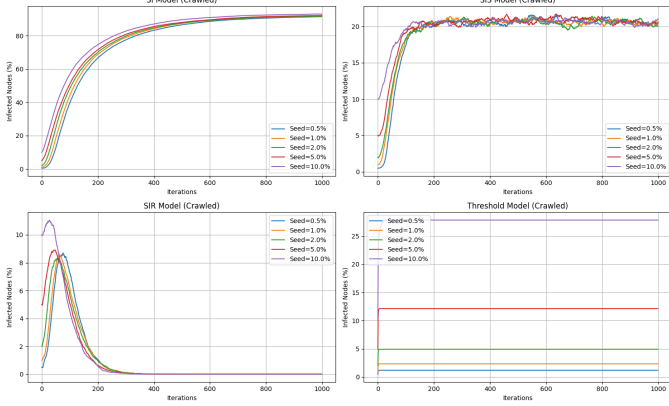 SI Model (Crawled)
Infected Nodes (%)
80
60
40
20
0
0 200 400 600 800 1000
Iterations
Seed=0.5%
Seed=1.0%
Seed=2.0%
Seed=5.0%
Seed=10.0%
SIS Model (Crawled)
Infected Nodes (%)
20
15
10
5
0
0 200 400 600 800 1000
Iterations
Seed=0.5%
Seed=1.0%
Seed=2.0%
Seed=5.0%
Seed=10.0%
SIR Model (Crawled)
Infected Nodes (%)
10
8
6
4
2
0
0 200 400 600 800 1000
Iterations
Seed=0.5%
Seed=1.0%
Seed=2.0%
Seed=5.0%
Seed=10.0%
Threshold Model (Crawled)
Infected Nodes (%)
25
20
15
10
5
0
0 200 400 600 800 1000
Iterations
Seed=0.5%
Seed=1.0%
Seed=2.0%
Seed=5.0%
Seed=10.0%